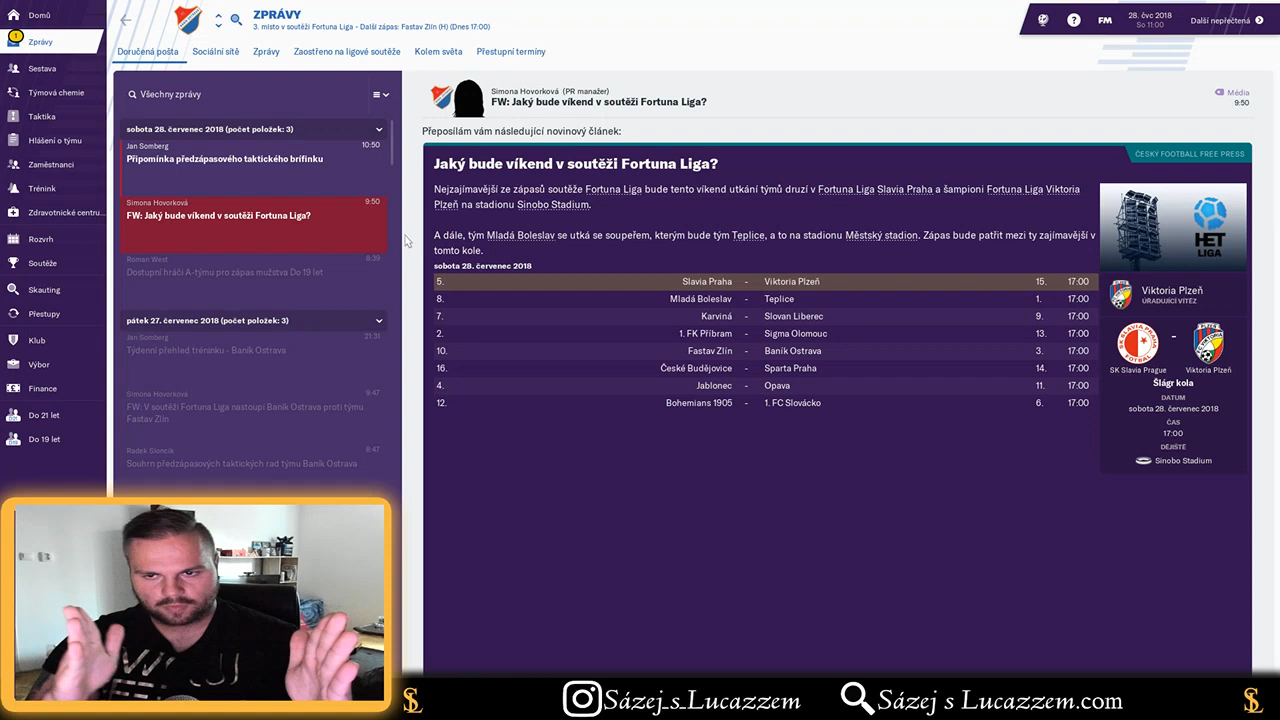 Domů
Zprávy
Sestava
Týmová chemie
Taktika
Hlášení o týmu
Zaměstnanci
Trénink
Zdravotnické centru...
Rozvrh
Soutěže
Skauting
Přestupy
Klub
Výbor
Finance
Do 21 let
Do 19 let
ZPRÁVY
3. místo v soutěži Fortuna Liga - Další zápas: Fastav Zlín (H) (Dnes 17:00)
FM
28. čvc 2018
So 11:00
Další nepřečtená
Doručená pošta
Sociální sítě
Zprávy
Zaostřeno na ligové soutěže
Kolem světa
Přestupní termíny
Všechny zprávy
sobota 28. červenec 2018 (počet položek: 3)
Jan Somberg 10:50
Připomínka předzápasového taktického brífinku
Simona Hovorková 9:50
FW: Jaký bude víkend v soutěži Fortuna Liga?
Roman West 8:39
Dostupní hráči A-týmu pro zápas mužstva Do 19 let
pátek 27. červenec 2018 (počet položek: 3)
Jan Somberg 21:31
Týdenní přehled tréninku - Baník Ostrava
Simona Hovorková 9:47
FW: V soutěži Fortuna Liga nastoupí Baník Ostrava proti týmu
Fastav Zlín
Radek Slončík 8:47
Souhrn předzápasových taktických rad týmu Baník Ostrava
Simona Hovorková (PR manažer)
FW: Jaký bude víkend v soutěži Fortuna Liga?
Média
9:50
Přeposílám vám následující novinový článek:
ČESKY FOOTBALL FREE PRESS
Jaký bude víkend v soutěži Fortuna Liga?
Nejzajímavější ze zápasů soutěže Fortuna Liga bude tento víkend utkání týmů druzí v Fortuna Liga Slavia Praha a šampioni Fortuna Liga Viktoria
Plzeň na stadionu Sinobo Stadium.
A dále, tým Mladá Boleslav se utká se soupeřem, kterým bude tým Teplice, a to na stadionu Městský stadion. Zápas bude patřit mezi ty zajímavější v
tomto kole.
sobota 28. červenec 2018
5. Slavia Praha - Viktoria Plzeň 15. 17:00
8. Mladá Boleslav - Teplice 1. 17:00
7. Karviná - Slovan Liberec 9. 17:00
2. 1. FK Příbram - Sigma Olomouc 13. 17:00
10. Fastav Zlín - Baník Ostrava 3. 17:00
16. České Budějovice - Sparta Praha 14. 17:00
4. Jablonec - Opava 11. 17:00
12. Bohemians 1905 - 1. FC Slovácko 6. 17:00
HET
LIGA
Viktoria Plzeň
ÚŘADUJÍCÍ VÍTĚZ
-
SK Slavia Prague
Viktoria Plzeň
Šlágr kola
DATUM
sobota 28. červenec 2018
ČAS
17:00
DĚJIŠTĚ
Sinobo Stadium
Sázej_s_Lucazzem
Sázej s Lucazzem.com